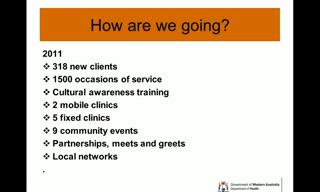 How are we going?
2011
❖ 318 new clients
❖ 1500 occasions of service
❖ Cultural awareness training
❖ 2 mobile clinics
❖ 5 fixed clinics
❖ 9 community events
❖ Partnerships, meets and greets
❖ Local networks
.
Government of Western Australia
Department of Health